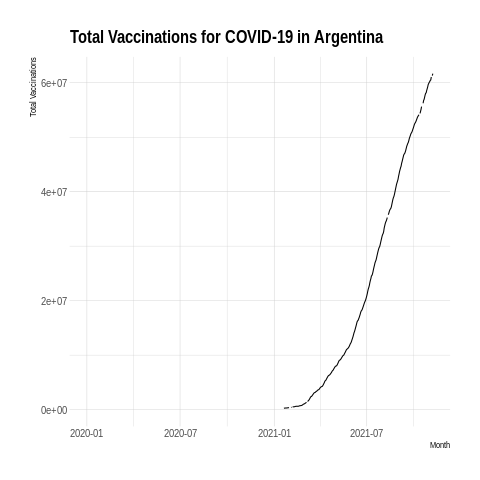 Total Vaccinations for COVID-19 in Argentina
Total Vaccinations
6e+07
4e+07
2e+07
0e+00
2020-01 2020-07 2021-01 2021-07
Month